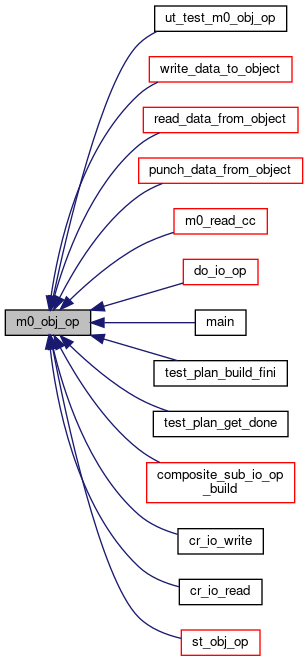 ut_test_m0_obj_op
write_data_to_object
read_data_from_object
punch_data_from_object
m0_read_cc
do_io_op
m0_obj_op
main
test_plan_build_fini
test_plan_get_done
composite_sub_io_op
_build
cr_io_write
cr_io_read
st_obj_op